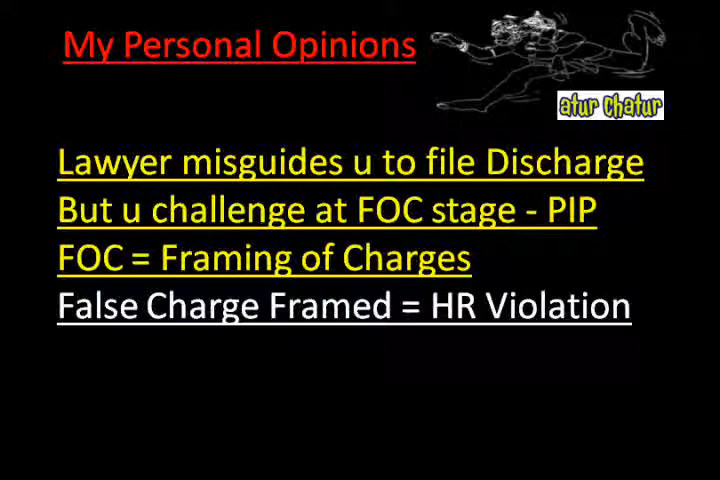 My Personal Opinions
atur chatur
Lawyer misguides u to file Discharge
But u challenge at FOC stage - PIP
FOC = Framing of Charges
False Charge Framed = HR Violation